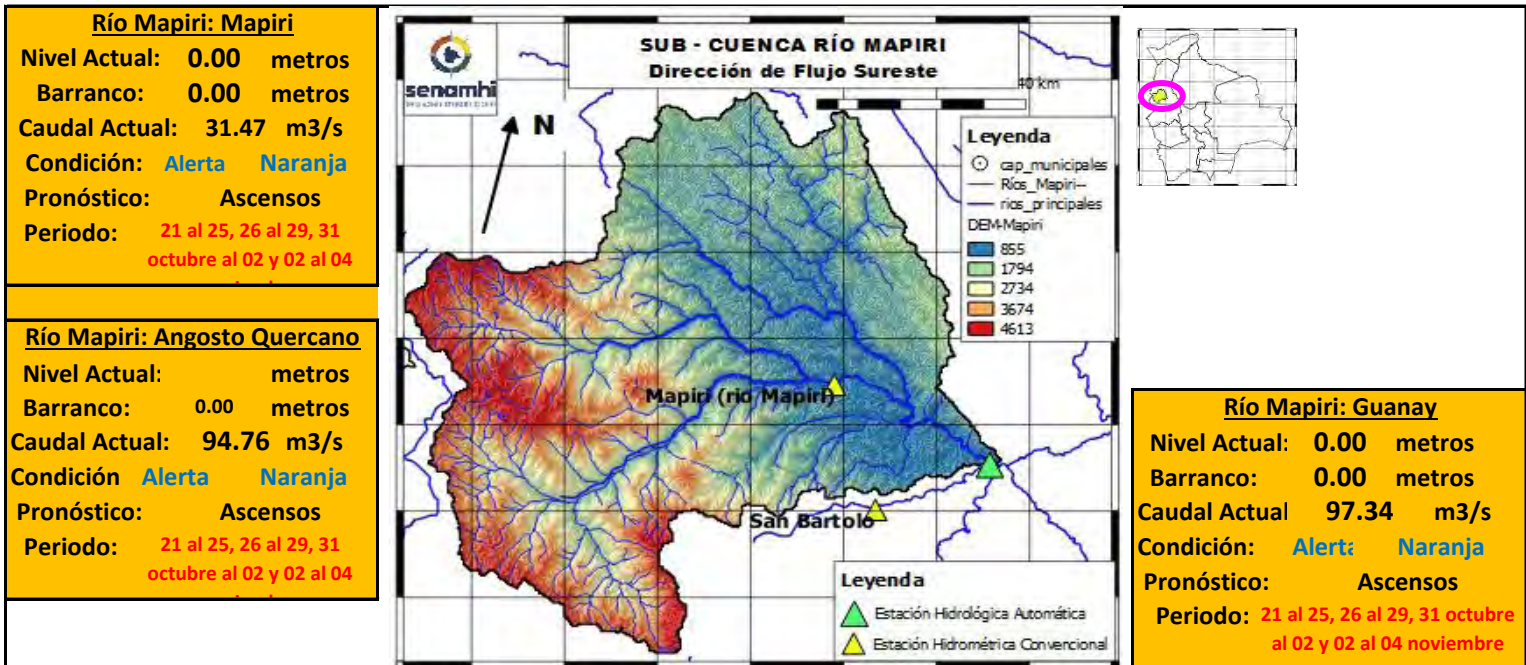 Río Mapiri: Mapiri
Nivel Actual: 0.00 metros
Barranco: 0.00 metros
Caudal Actual: 31.47 m3/s
Condición: Alerta Naranja
Pronóstico: Ascensos
Periodo: 21 al 25, 26 al 29, 31
octubre al 02 y 02 al 04
Río Mapiri: Angosto Quercano
Nivel Actual: metros
Barranco: 0.00 metros
Caudal Actual: 94.76 m3/s
Condición Alerta Naranja
Pronóstico: Ascensos
Periodo: 21 al 25, 26 al 29, 31
octubre al 02 y 02 al 04
senamhi
SUB - CUENCA RÍO MAPIRI
Dirección de Flujo Sureste
40 km
N
Leyenda
cap_municipales
Ríos_Mapiri--
rios_principales
DEM-Mapiri
855
1794
2734
3674
4613
Mapiri (rio Mapiri)
San Bartolo
Leyenda
Estación Hidrológica Automática
Estación Hidrométrica Convencional
Río Mapiri: Guanay
Nivel Actual: 0.00 metros
Barranco: 0.00 metros
Caudal Actual 97.34 m3/s
Condición: Alerta Naranja
Pronóstico: Ascensos
Periodo: 21 al 25, 26 al 29, 31 octubre
al 02 y 02 al 04 noviembre